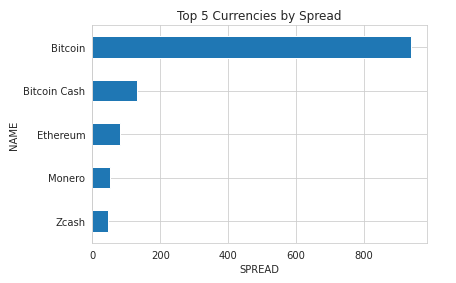 Top 5 Currencies by Spread
Bitcoin
Bitcoin Cash
Ethereum
Monero
Zcash
NAME
0 200 400 600 800
SPREAD